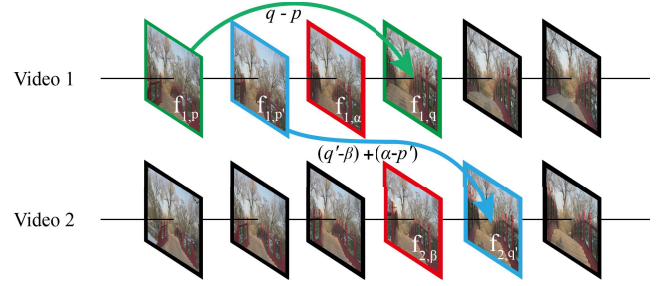 q - p
Video 1
f1,p f1,p' f1,α f1,q
(q'-β) +(α-p')
Video 2
f2,β f2,q'